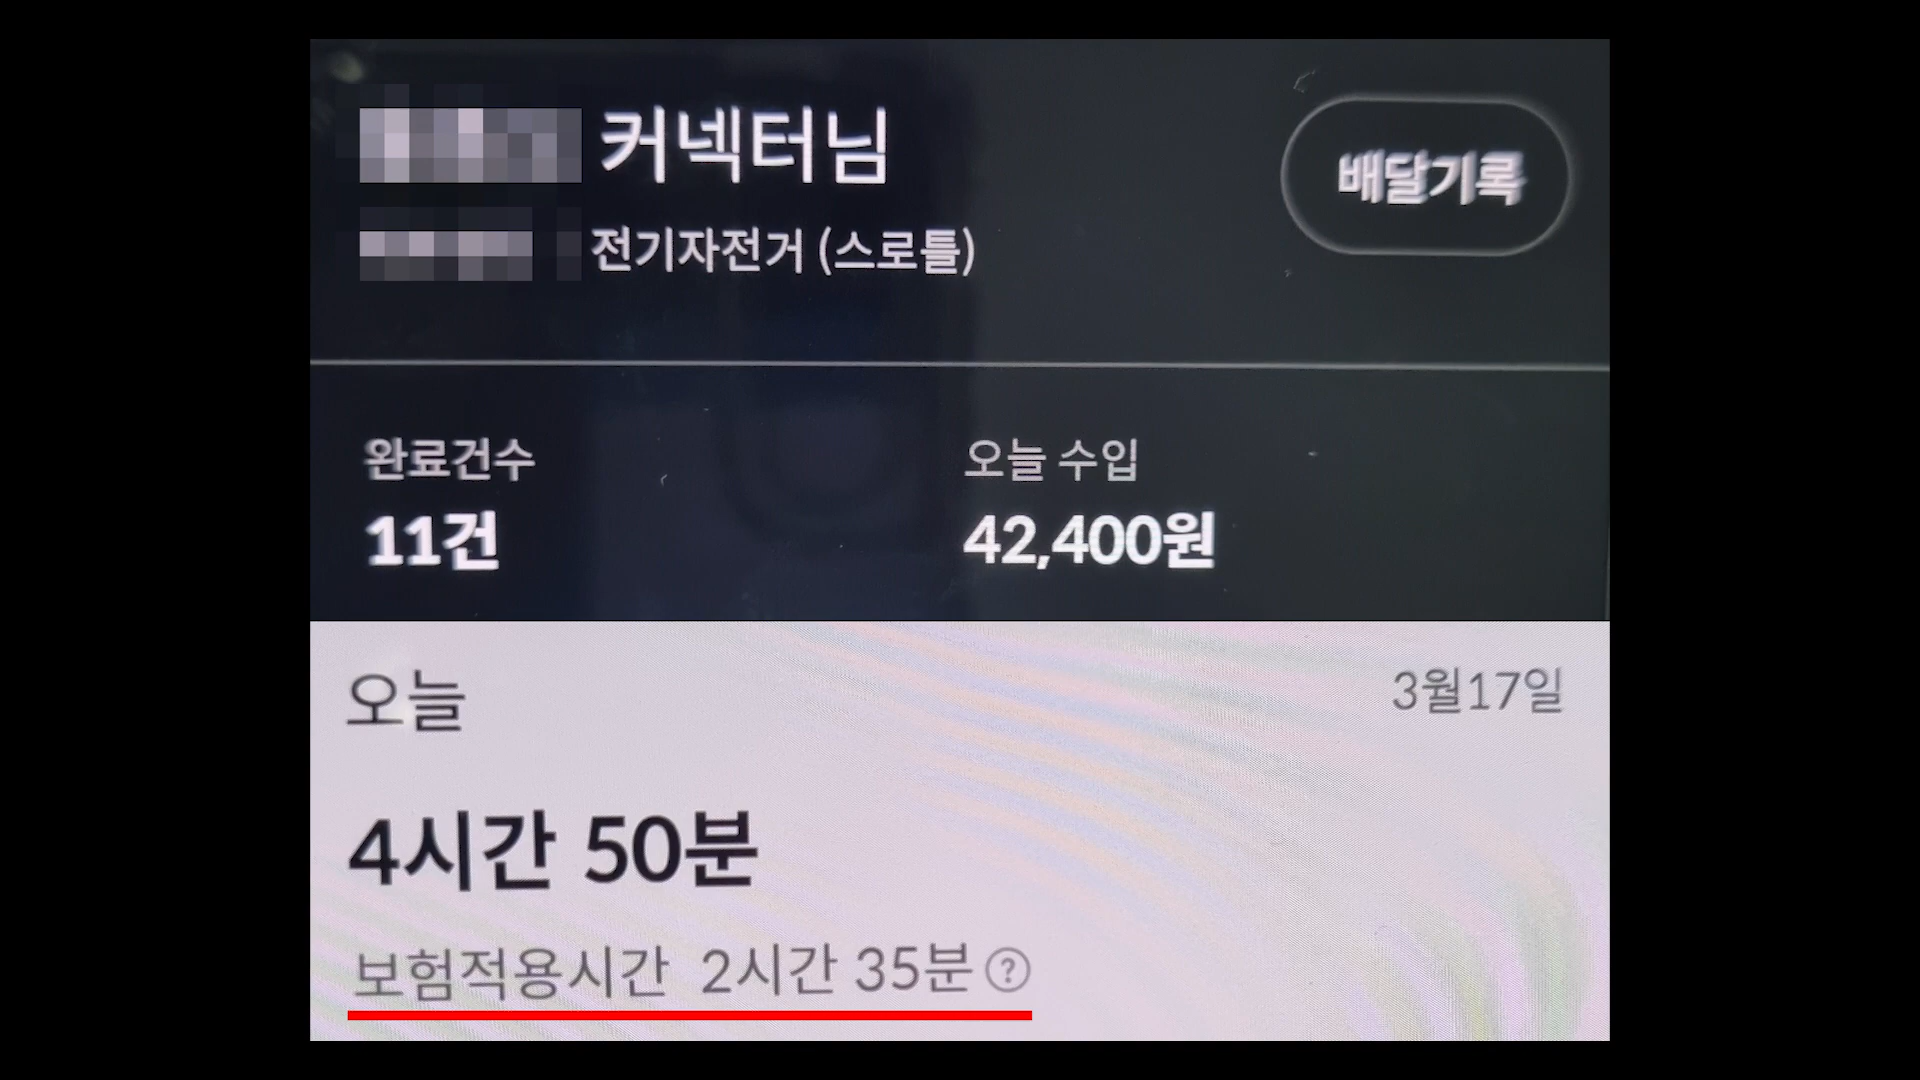 커넥터님
배달기록
전기자전거 (스로틀)
완료건수
오늘 수입
11건
42,400원
오늘
3월17일
4시간 50분
보험적용시간 2시간 35분?